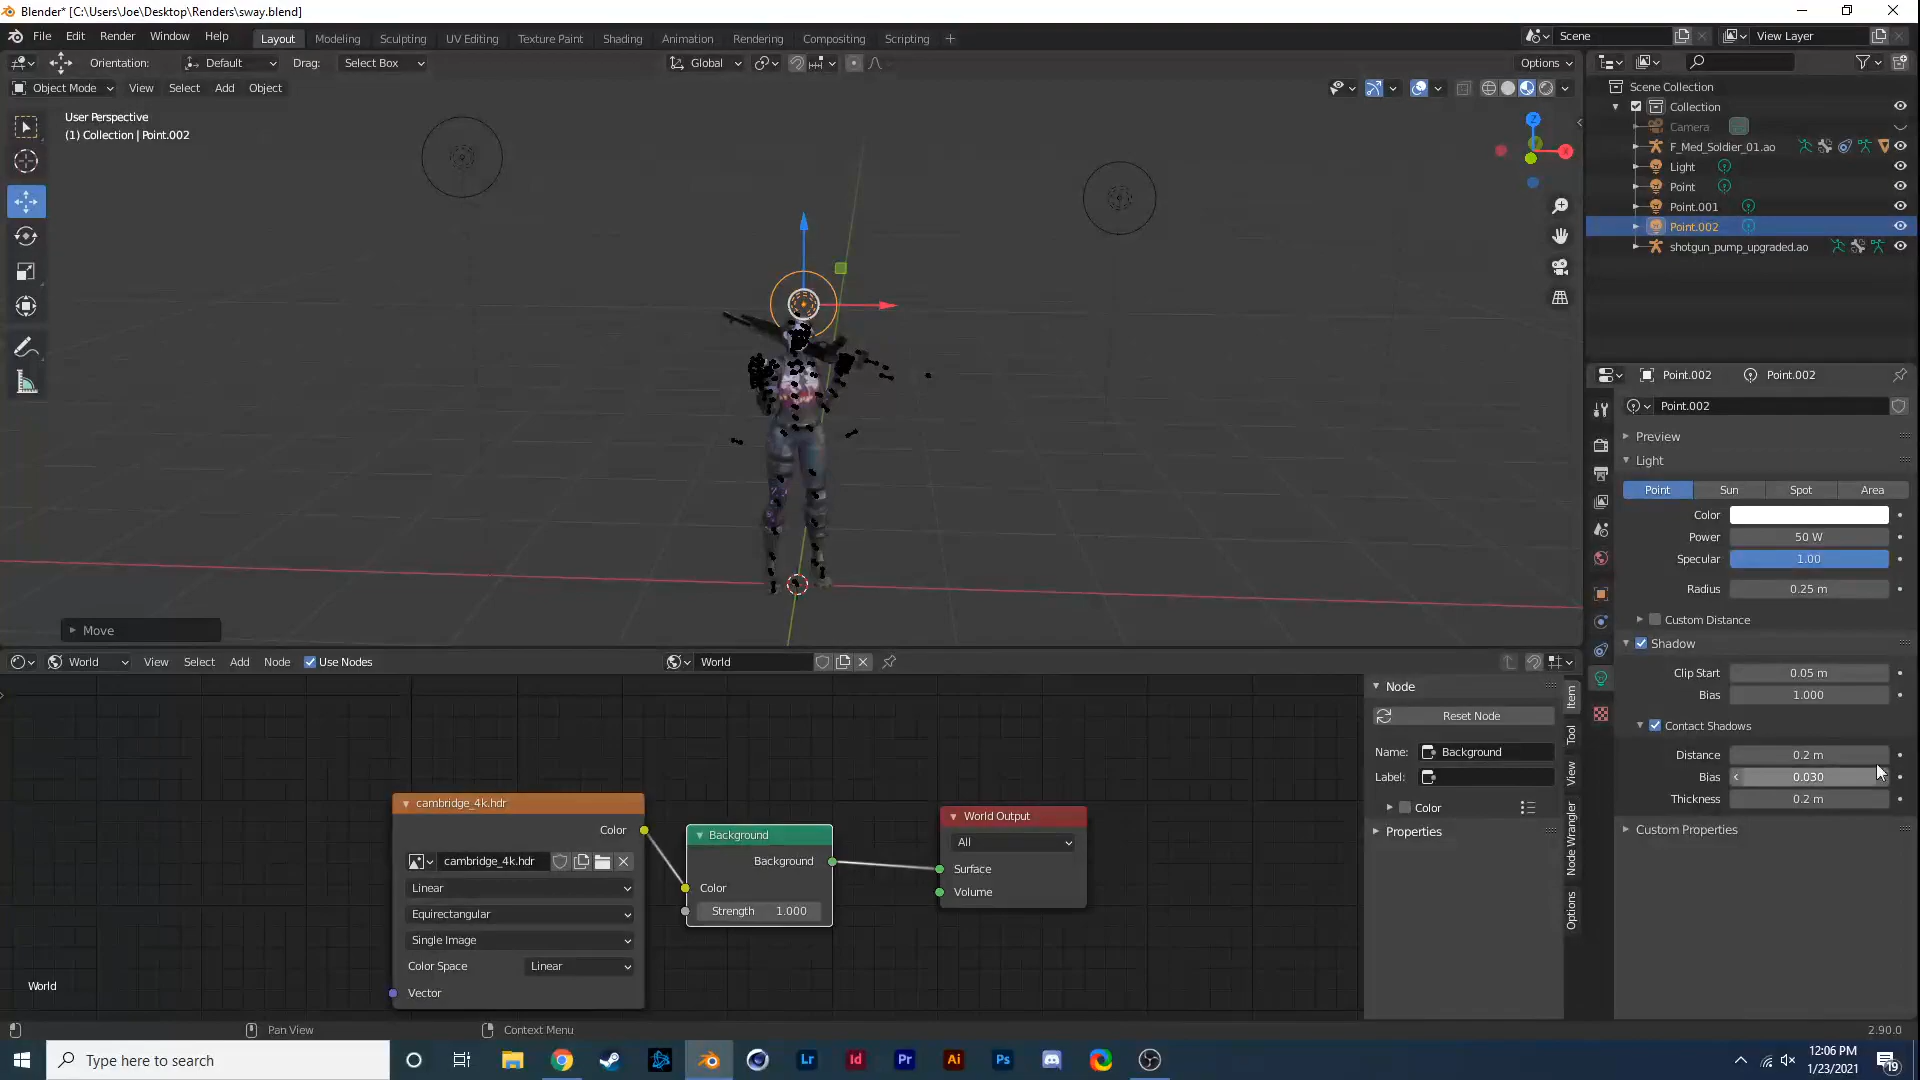 Blender* [C:\Users\Joe\Desktop\Renders\sway.blend]
File Edit Render Window Help
Layout Modeling Sculpting UV Editing Texture Paint Shading Animation Rendering Compositing Scripting +
Scene
View Layer
Orientation: Default Drag: Select Box
Global
Options
Object Mode View Select Add Object
User Perspective
(1) Collection | Point.002
Z
X
Move
Scene Collection
Collection
Camera
F_Med_Soldier_01.ao
Light
Point
Point.001
Point.002
shotgun_pump_upgraded.ao
Point.002 Point.002
Point.002
Preview
Light
Point Sun Spot Area
Color
Power 50 W
Specular 1.00
Radius 0.25 m
Custom Distance
Shadow
Clip Start 0.05 m
Bias 1.000
Contact Shadows
Distance 0.2 m
Bias 0.030
Thickness 0.2 m
Custom Properties
World View Select Add Node Use Nodes
World
cambridge_4k.hdr
Color
cambridge_4k.hdr
Linear
Equirectangular
Single Image
Color Space Linear
Vector
Background
Background
Color
Strength 1.000
World Output
All
Surface
Volume
World
Node
Reset Node
Name: Background
Label:
Color
Properties
Item
Tool
View
Node Wrangler
Options
Pan View
Context Menu
2.90.0
Type here to search
Lr
Id
Pr
Ai
Ps
12:06 PM
1/23/2021
19